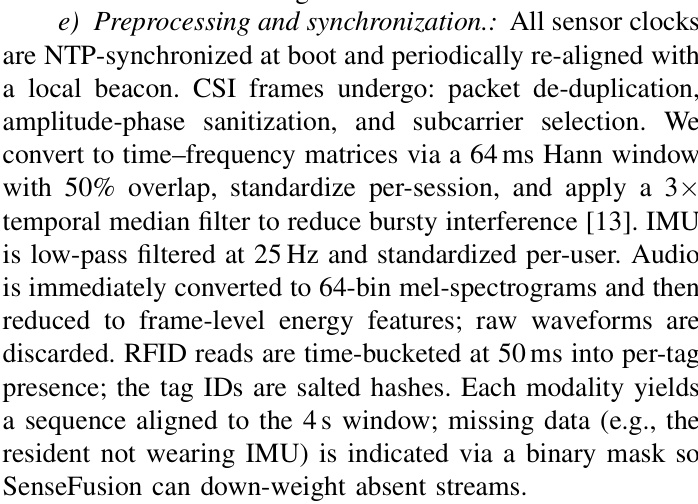 e) Preprocessing and synchronization.: All sensor clocks
are NTP-synchronized at boot and periodically re-aligned with
a local beacon. CSI frames undergo: packet de-duplication,
amplitude-phase sanitization, and subcarrier selection. We
convert to time–frequency matrices via a 64 ms Hann window
with 50% overlap, standardize per-session, and apply a 3×
temporal median filter to reduce bursty interference [13]. IMU
is low-pass filtered at 25 Hz and standardized per-user. Audio
is immediately converted to 64-bin mel-spectrograms and then
reduced to frame-level energy features; raw waveforms are
discarded. RFID reads are time-bucketed at 50 ms into per-tag
presence; the tag IDs are salted hashes. Each modality yields
a sequence aligned to the 4 s window; missing data (e.g., the
resident not wearing IMU) is indicated via a binary mask so
SenseFusion can down-weight absent streams.